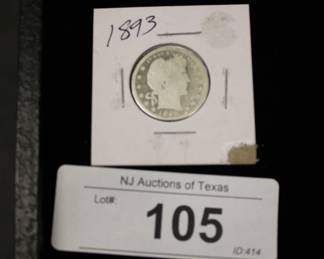 1893
NJ Auctions of Texas
Lot#:
105
ID:414